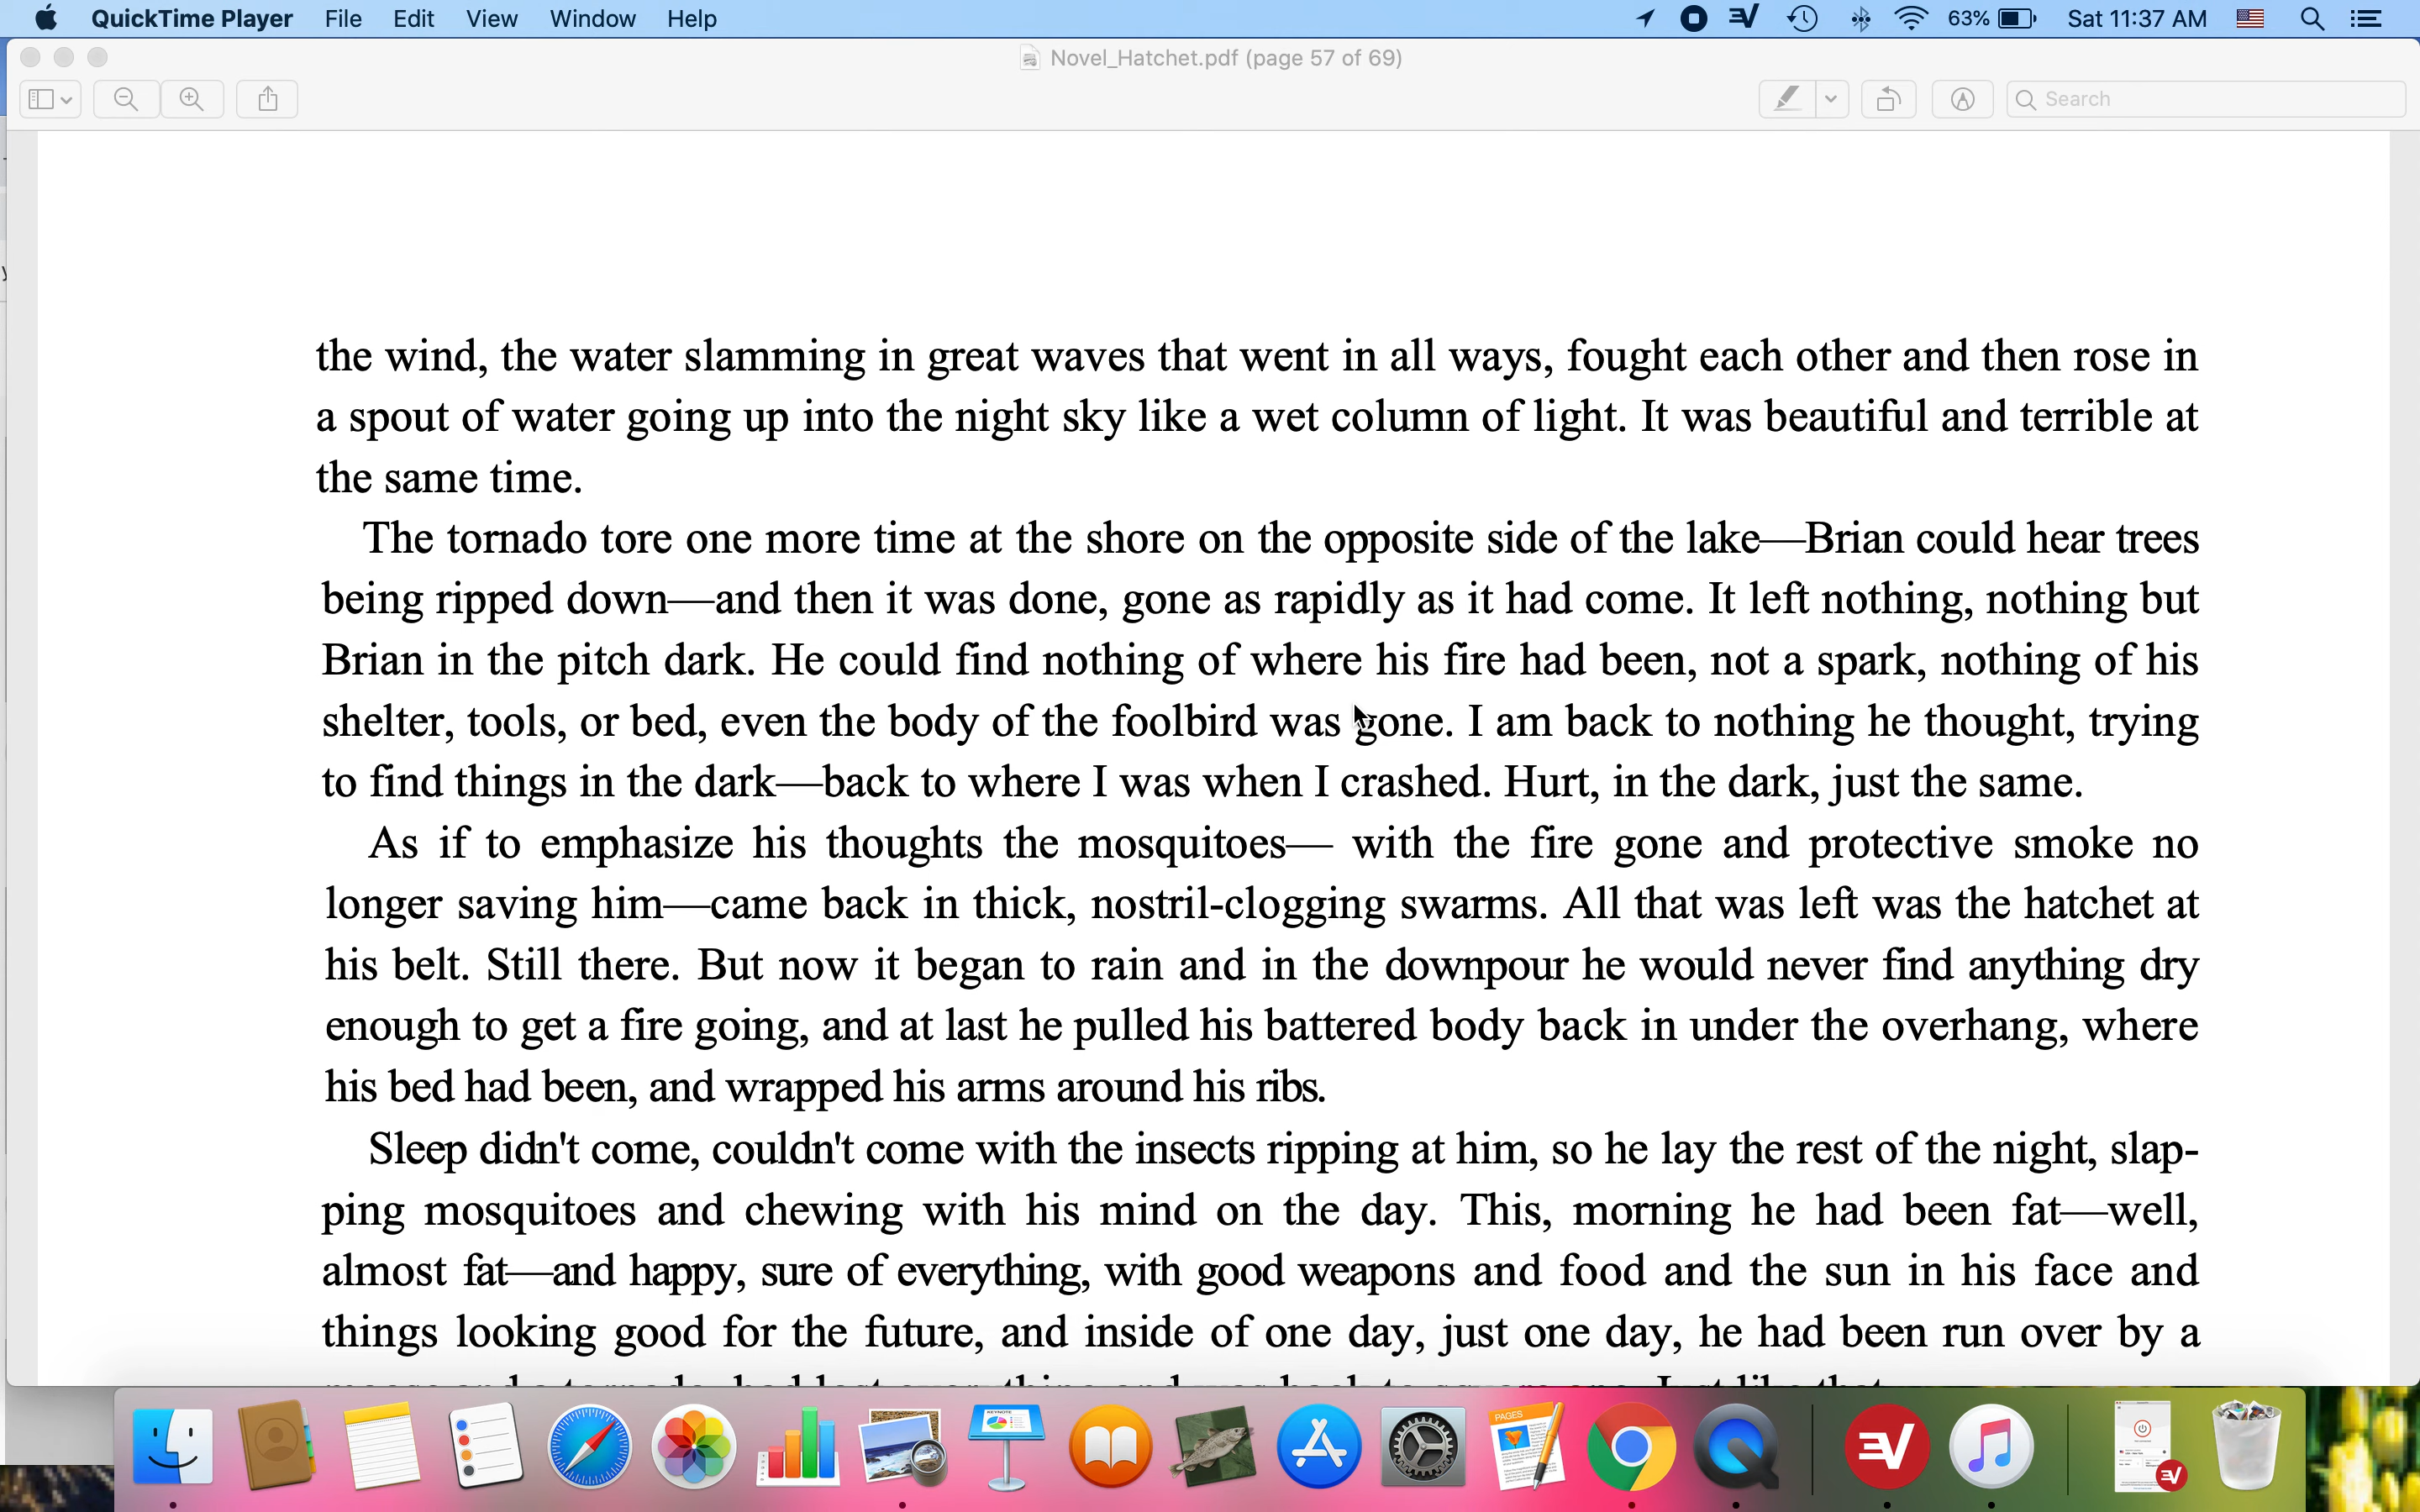 QuickTime Player File Edit View Window Help 63% Sat 11:37 AM
Novel_Hatchet.pdf (page 57 of 69)
Search
the wind, the water slamming in great waves that went in all ways, fought each other and then rose in
a spout of water going up into the night sky like a wet column of light. It was beautiful and terrible at
the same time.
The tornado tore one more time at the shore on the opposite side of the lake—Brian could hear trees
being ripped down—and then it was done, gone as rapidly as it had come. It left nothing, nothing but
Brian in the pitch dark. He could find nothing of where his fire had been, not a spark, nothing of his
shelter, tools, or bed, even the body of the foolbird was gone. I am back to nothing he thought, trying
to find things in the dark—back to where I was when I crashed. Hurt, in the dark, just the same.
As if to emphasize his thoughts the mosquitoes— with the fire gone and protective smoke no
longer saving him—came back in thick, nostril-clogging swarms. All that was left was the hatchet at
his belt. Still there. But now it began to rain and in the downpour he would never find anything dry
enough to get a fire going, and at last he pulled his battered body back in under the overhang, where
his bed had been, and wrapped his arms around his ribs.
Sleep didn't come, couldn't come with the insects ripping at him, so he lay the rest of the night, slap-
ping mosquitoes and chewing with his mind on the day. This, morning he had been fat—well,
almost fat—and happy, sure of everything, with good weapons and food and the sun in his face and
things looking good for the future, and inside of one day, just one day, he had been run over by a
KEYNOTE
PAGES